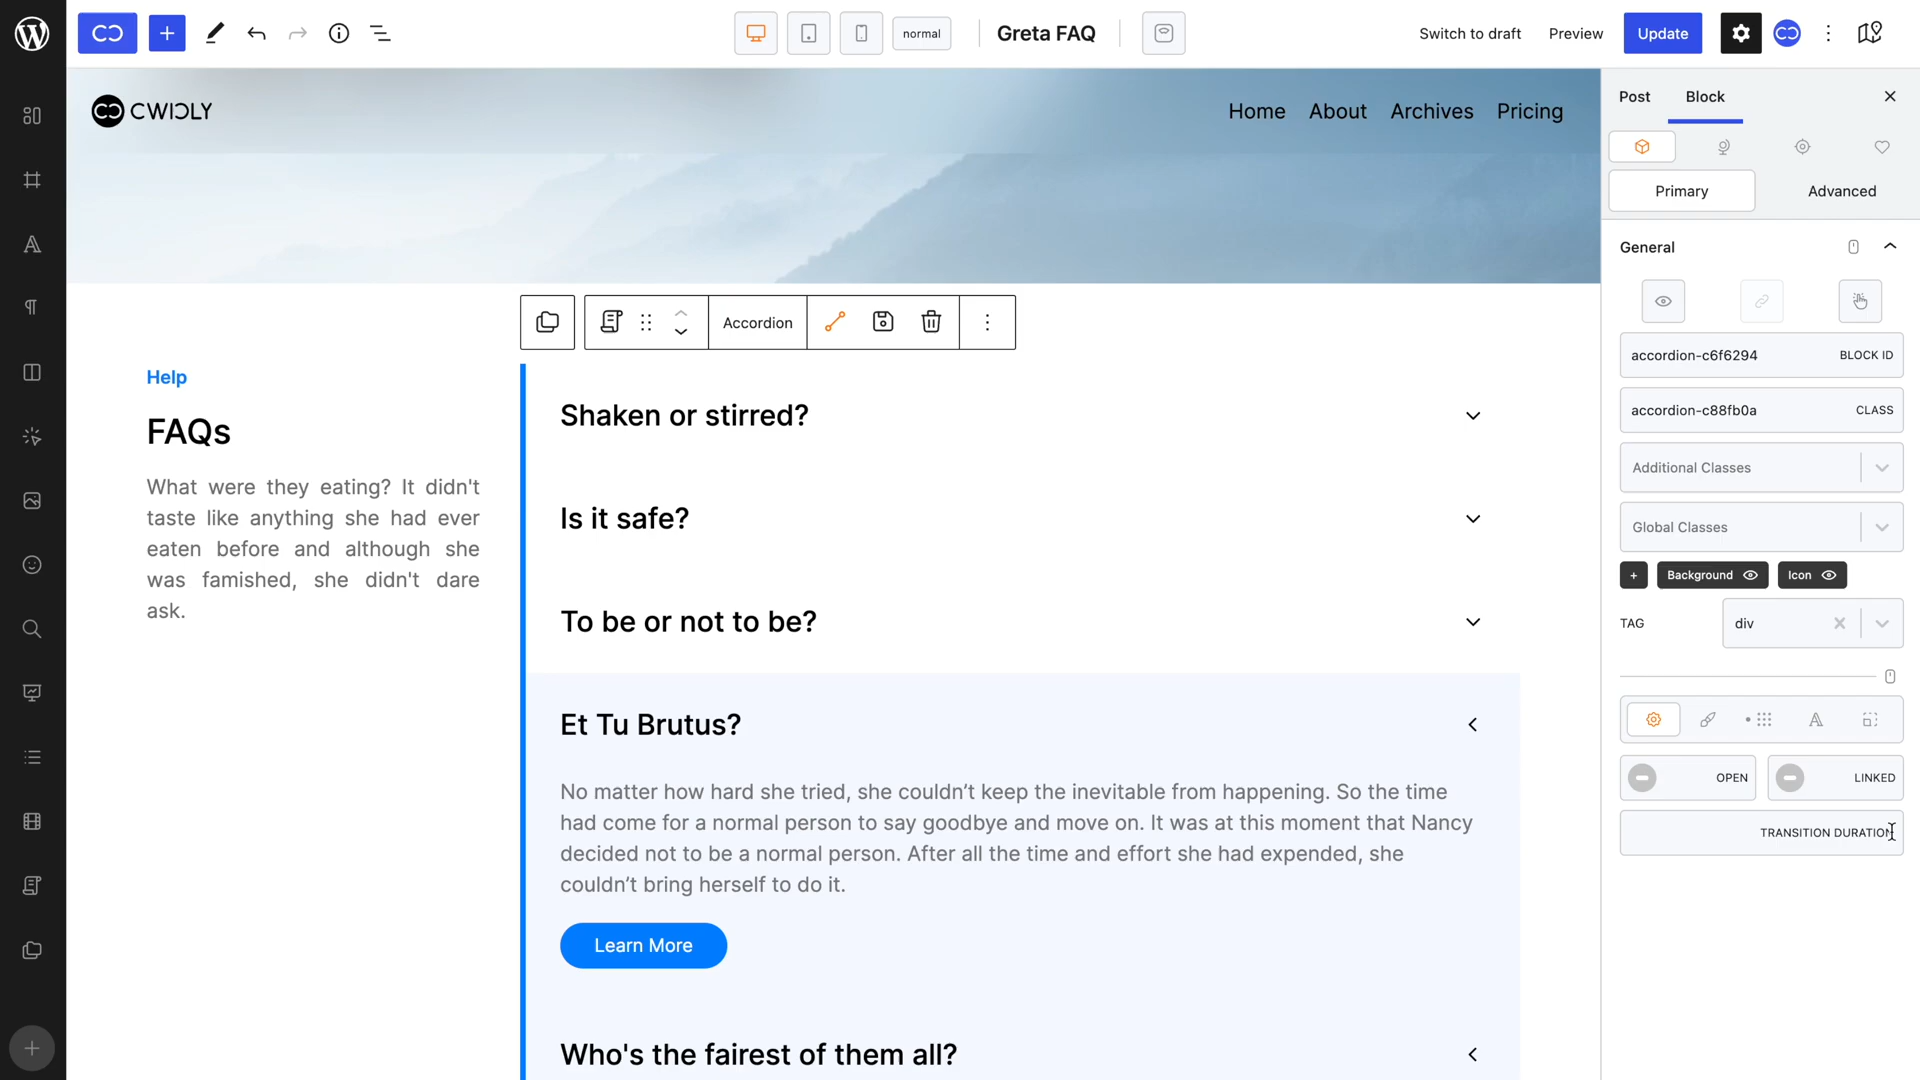 normal
Greta FAQ
Switch to draft
Preview
Update
CWICLY
Home
About
Archives
Pricing
Post
Block
Primary
Advanced
General
Accordion
accordion-c6f6294 BLOCK ID
accordion-c88fb0a CLASS
Additional Classes
Global Classes
+ Background Icon
TAG div
OPEN LINKED
TRANSITION DURATION
Help
FAQs
What were they eating? It didn't
taste like anything she had ever
eaten before and although she
was famished, she didn't dare
ask.
Shaken or stirred?
Is it safe?
To be or not to be?
Et Tu Brutus?
No matter how hard she tried, she couldn’t keep the inevitable from happening. So the time
had come for a normal person to say goodbye and move on. It was at this moment that Nancy
decided not to be a normal person. After all the time and effort she had expended, she
couldn’t bring herself to do it.
Learn More
Who's the fairest of them all?